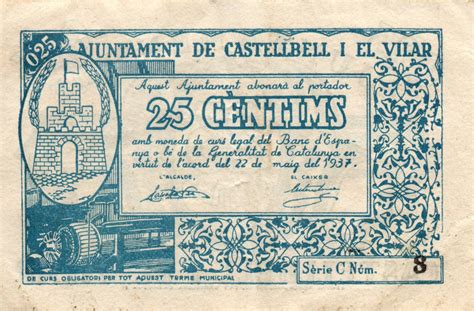 0,25
AJUNTAMENT DE CASTELLBELL I EL VILAR
Aquest Ajuntament abonarà al portador
25 CÈNTIMS
amb moneda de curs legal del Banc d'Espa-
nya o bé de la Generalitat de Catalunya en
virtut de l'acord del 22 de maig del 1937.
L'ALCALDE, EL CAIXER
Sèrie C Núm. 8
DE CURS OBLIGATORI PER TOT AQUEST TERME MUNICIPAL